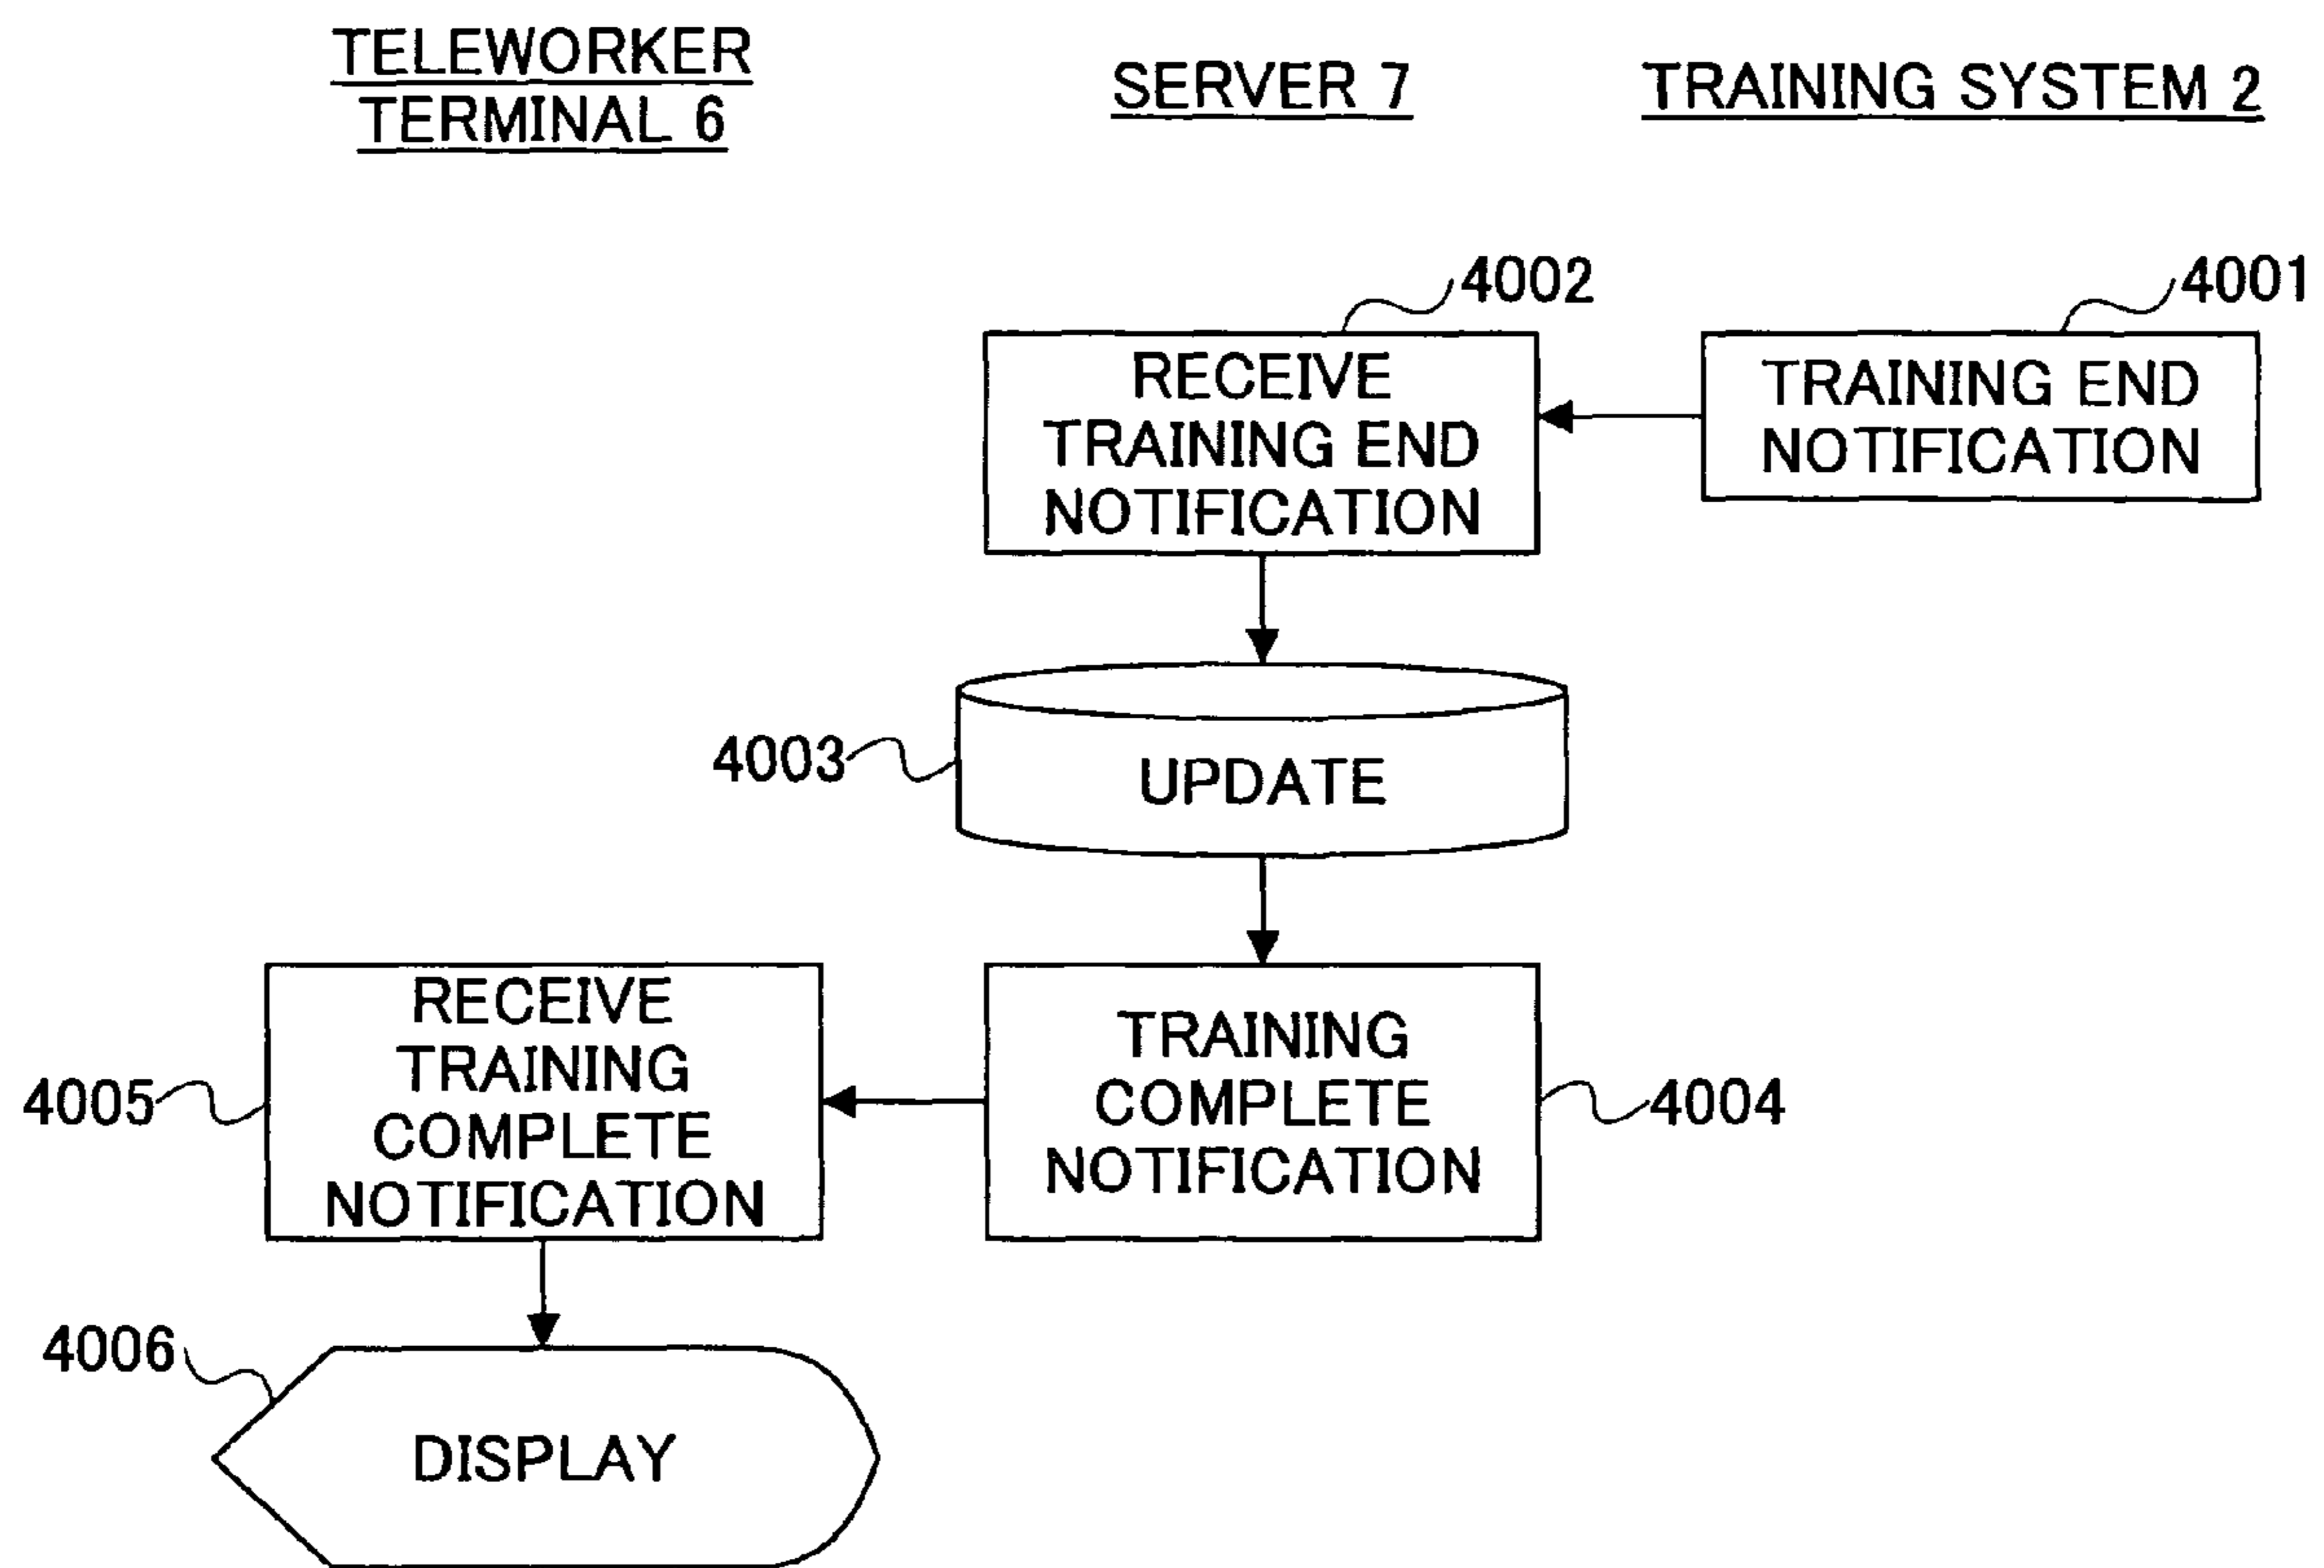 TELEWORKER
TERMINAL 6
SERVER 7
TRAINING SYSTEM 2
4002
4001
RECEIVE
TRAINING END
NOTIFICATION
TRAINING END
NOTIFICATION
4003
UPDATE
RECEIVE
TRAINING
COMPLETE
NOTIFICATION
4005
TRAINING
COMPLETE
NOTIFICATION
4004
4006
DISPLAY